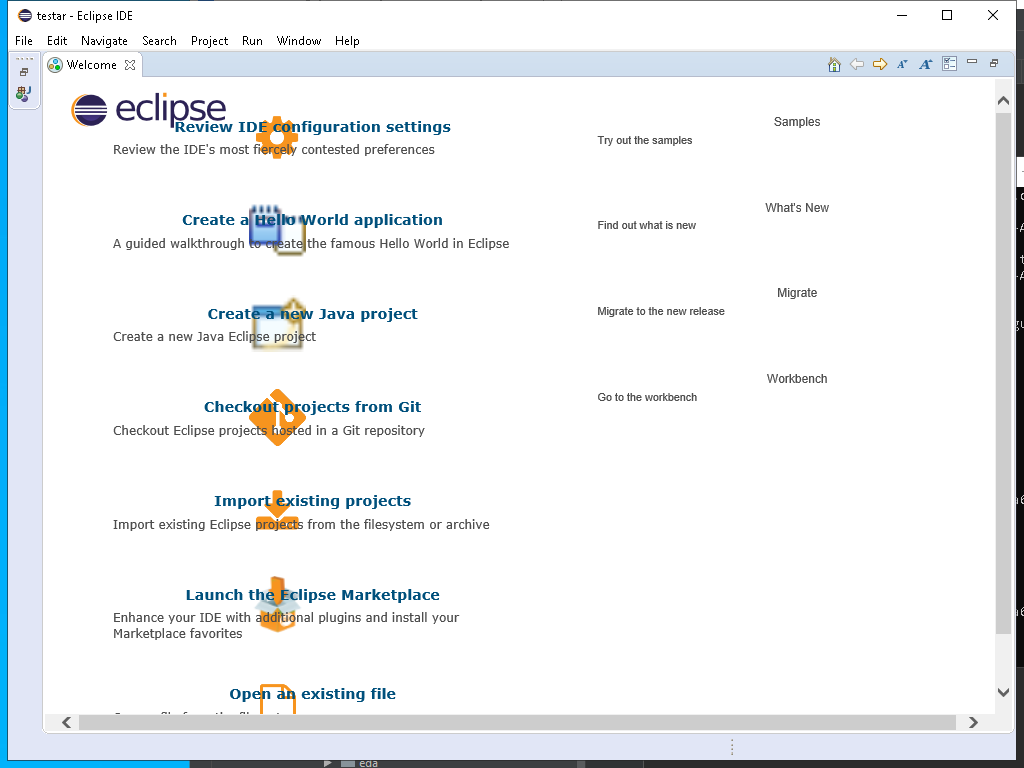 testar - Eclipse IDE
File Edit Navigate Search Project Run Window Help
Welcome
eclipse
Review IDE configuration settings
Review the IDE's most fiercely contested preferences
Create a Hello World application
A guided walkthrough to create the famous Hello World in Eclipse
Create a new Java project
Create a new Java Eclipse project
Checkout projects from Git
Checkout Eclipse projects hosted in a Git repository
Import existing projects
Import existing Eclipse projects from the filesystem or archive
Launch the Eclipse Marketplace
Enhance your IDE with additional plugins and install your
Marketplace favorites
Open an existing file
Samples
Try out the samples
What's New
Find out what is new
Migrate
Migrate to the new release
Workbench
Go to the workbench
eda